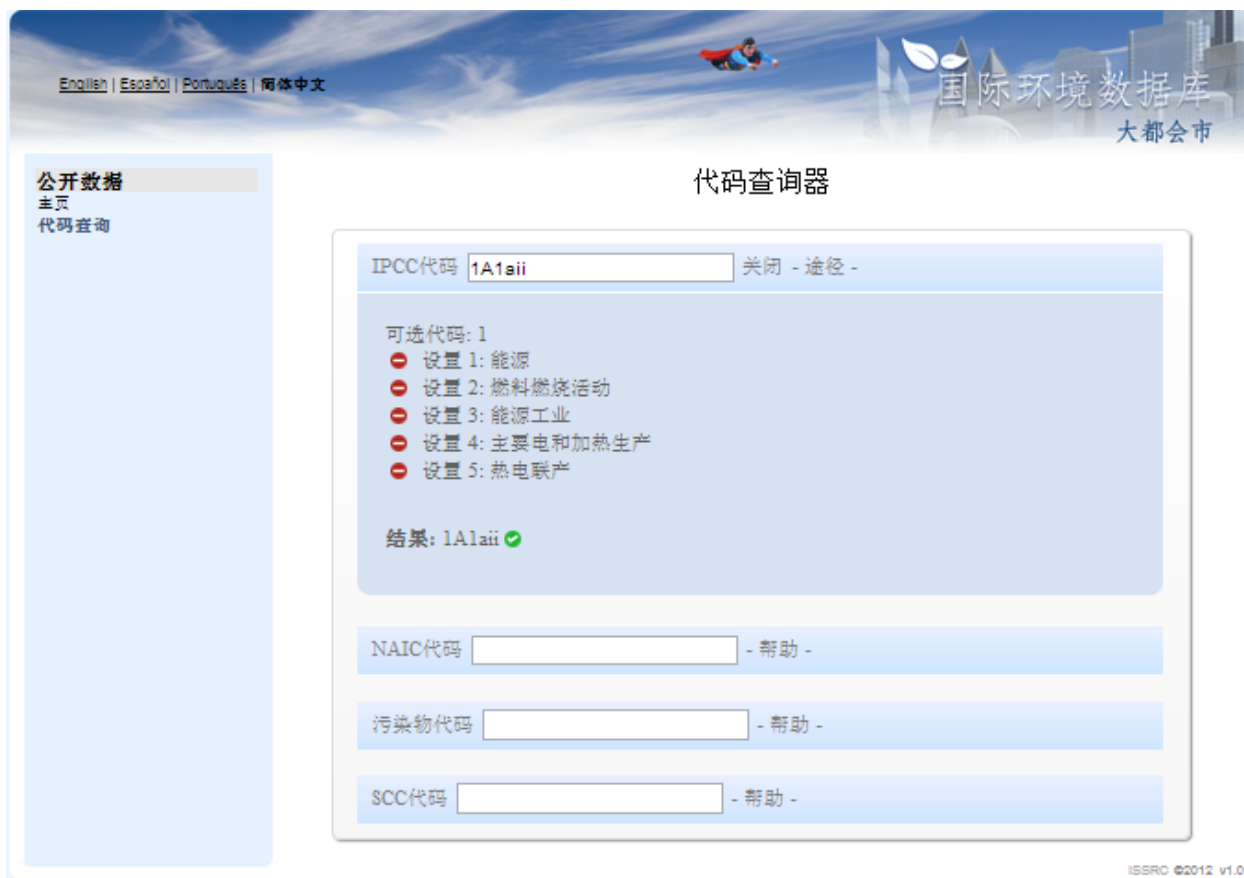 English | Español | Português | 简体中文
国际环境数据库
大都会市
公开数据
主页
代码查询
代码查询器
IPCC代码 1A1aii 关闭 - 途径 -
可选代码: 1
设置 1: 能源
设置 2: 燃料燃烧活动
设置 3: 能源工业
设置 4: 主要电和加热生产
设置 5: 热电联产
结果: 1A1aii
NAIC代码 - 帮助 -
污染物代码 - 帮助 -
SCC代码 - 帮助 -
ISSRC ©2012 v1.0